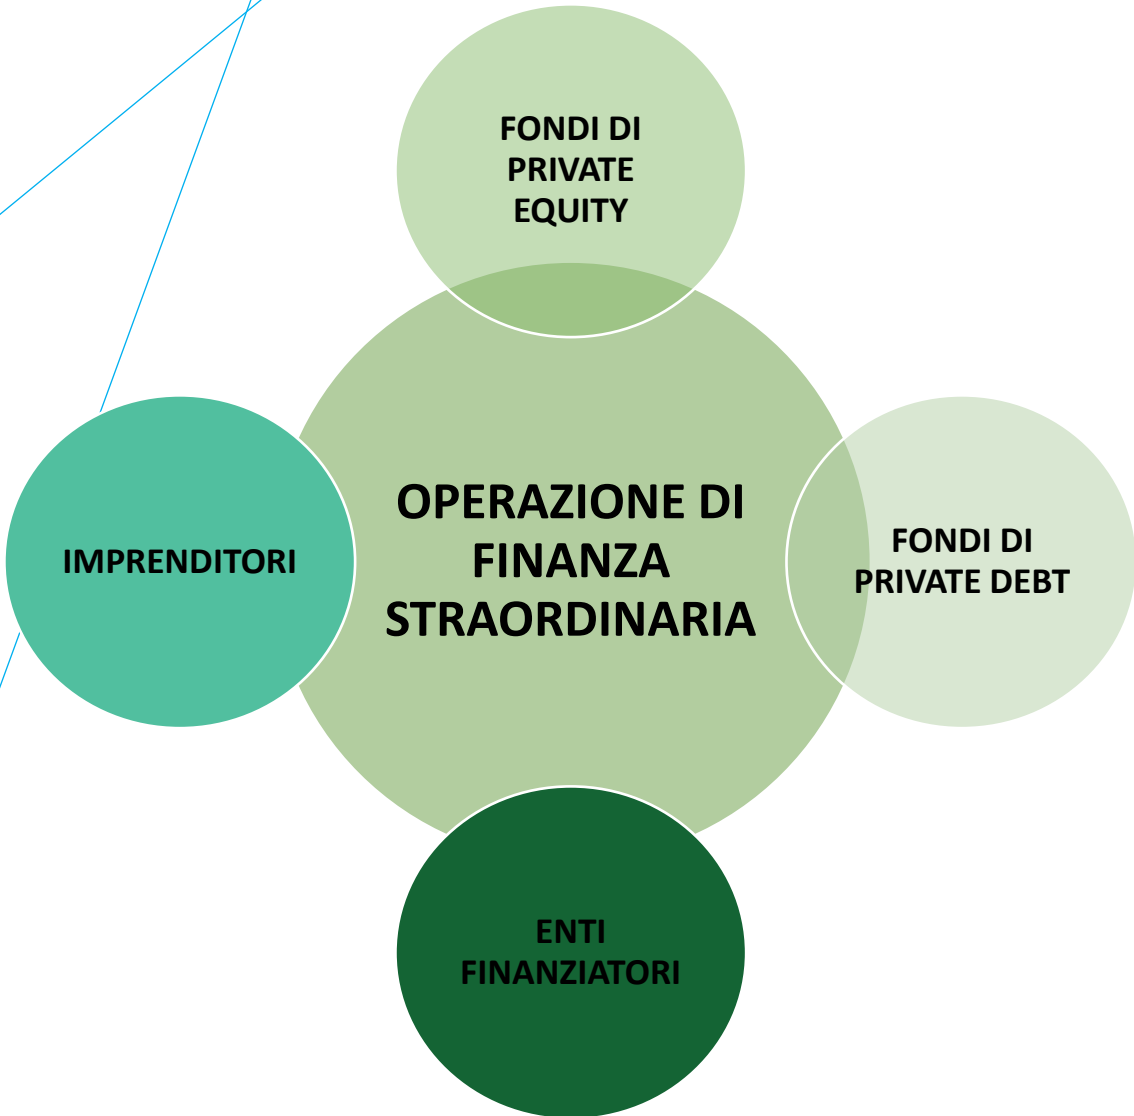 FONDI DI
PRIVATE
EQUITY
IMPRENDITORI
OPERAZIONE DI
FINANZA
STRAORDINARIA
FONDI DI
PRIVATE DEBT
ENTI
FINANZIATORI